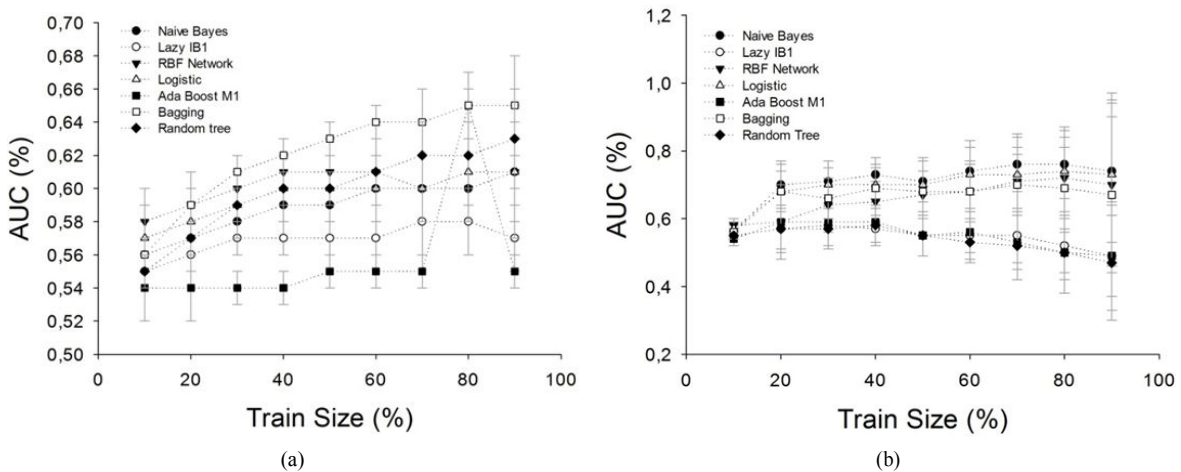 0,70
0,68
0,66
0,64
0,62
0,60
0,58
0,56
0,54
0,52
0,50
AUC (%)
Naive Bayes
Lazy IB1
RBF Network
Logistic
Ada Boost M1
Bagging
Random tree
0 20 40 60 80 100
Train Size (%)
(a)
1,2
1,0
0,8
0,6
0,4
0,2
AUC (%)
Naive Bayes
Lazy IB1
RBF Network
Logistic
Ada Boost M1
Bagging
Random Tree
0 20 40 60 80 100
Train Size (%)
(b)